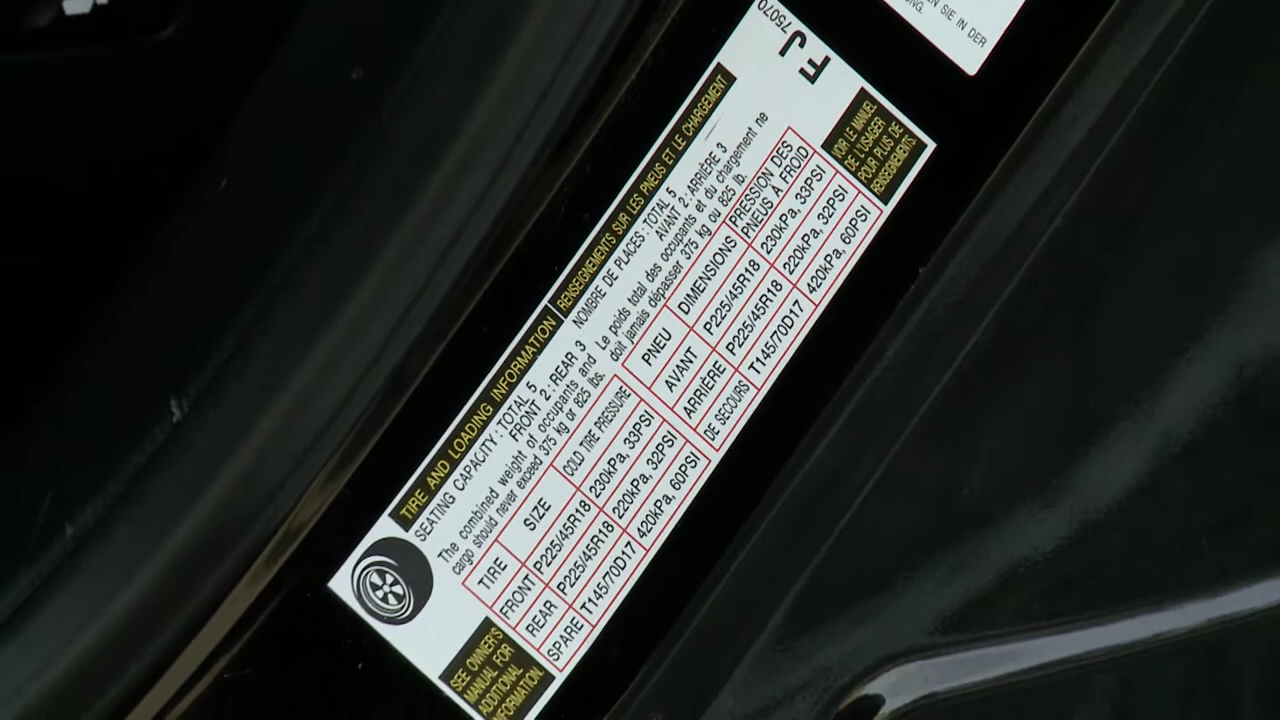 EN SIE IN DER
NG.
75070
FJ
TIRE AND LOADING INFORMATION
RENSEIGNEMENTS SUR LES PNEUS ET LE CHARGEMENT
SEATING CAPACITY : TOTAL 5
FRONT 2 : REAR 3
The combined weight of occupants and
cargo should never exceed 375 kg or 825 lbs.
TIRE SIZE COLD TIRE PRESSURE
FRONT P225/45R18 230kPa, 33PSI
REAR P225/45R18 220kPa, 32PSI
SPARE T145/70D17 420kPa, 60PSI
SEE OWNER'S
MANUAL FOR
ADDITIONAL
INFORMATION.
NOMBRE DE PLACES : TOTAL 5
AVANT 2 : ARRIÈRE 3
Le poids total des occupants et du chargement ne
doit jamais dépasser 375 kg ou 825 lb.
PNEU DIMENSIONS PRESSION DES
PNEUS À FROID
AVANT P225/45R18 230kPa, 33PSI
ARRIÈRE P225/45R18 220kPa, 32PSI
DE SECOURS T145/70D17 420kPa, 60PSI
VOIR LE MANUEL
DE L'USAGER
POUR PLUS DE
RENSEIGNEMENTS